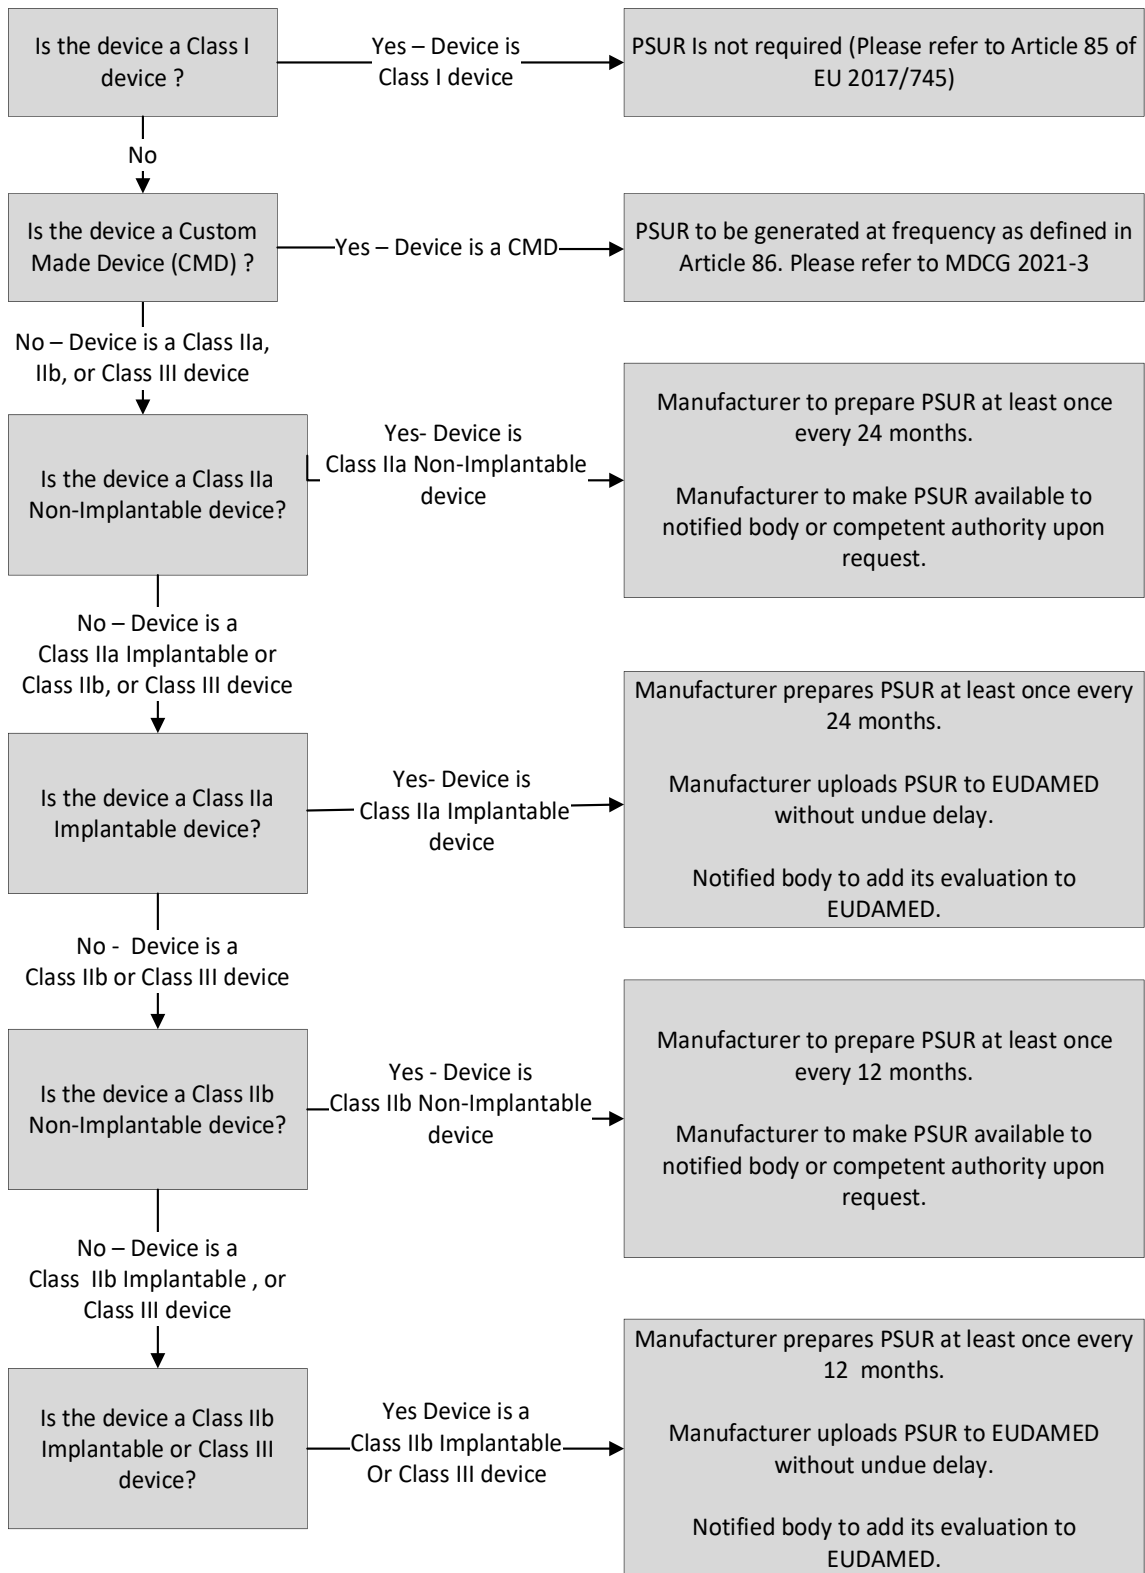 Is the device a Class I
device ?
Yes – Device is
Class I device
PSUR Is not required (Please refer to Article 85 of
EU 2017/745)
No
Is the device a Custom
Made Device (CMD) ?
Yes – Device is a CMD
PSUR to be generated at frequency as defined in
Article 86. Please refer to MDCG 2021-3
No – Device is a Class IIa,
IIb, or Class III device
Is the device a Class IIa
Non-Implantable device?
Yes- Device is
Class IIa Non-Implantable
device
Manufacturer to prepare PSUR at least once
every 24 months.
Manufacturer to make PSUR available to
notified body or competent authority upon
request.
No – Device is a
Class IIa Implantable or
Class IIb, or Class III device
Is the device a Class IIa
Implantable device?
Yes- Device is
Class IIa Implantable
device
Manufacturer prepares PSUR at least once every
24 months.
Manufacturer uploads PSUR to EUDAMED
without undue delay.
Notified body to add its evaluation to
EUDAMED.
No -  Device is a
Class IIb or Class III device
Is the device a Class IIb
Non-Implantable device?
Yes - Device is
Class IIb Non-Implantable
device
Manufacturer to prepare PSUR at least once
every 12 months.
Manufacturer to make PSUR available to
notified body or competent authority upon
request.
No – Device is a
Class  IIb Implantable , or
Class III device
Is the device a Class IIb
Implantable or Class III
device?
Yes Device is a
Class IIb Implantable
Or Class III device
Manufacturer prepares PSUR at least once every
12  months.
Manufacturer uploads PSUR to EUDAMED
without undue delay.
Notified body to add its evaluation to
EUDAMED.